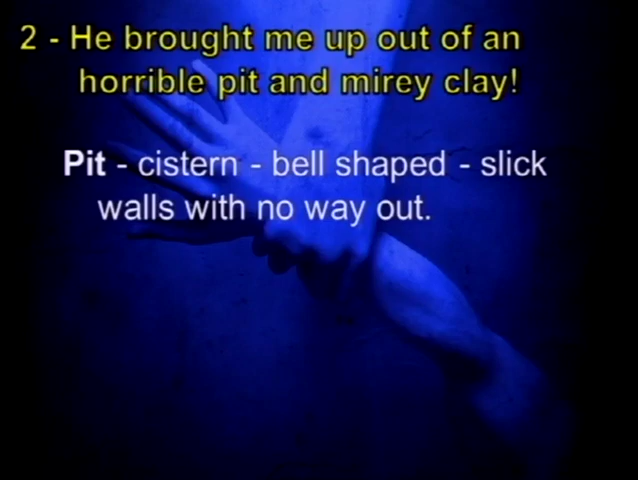 2 - He brought me up out of an
horrible pit and mirey clay!
Pit - cistern - bell shaped - slick
walls with no way out.